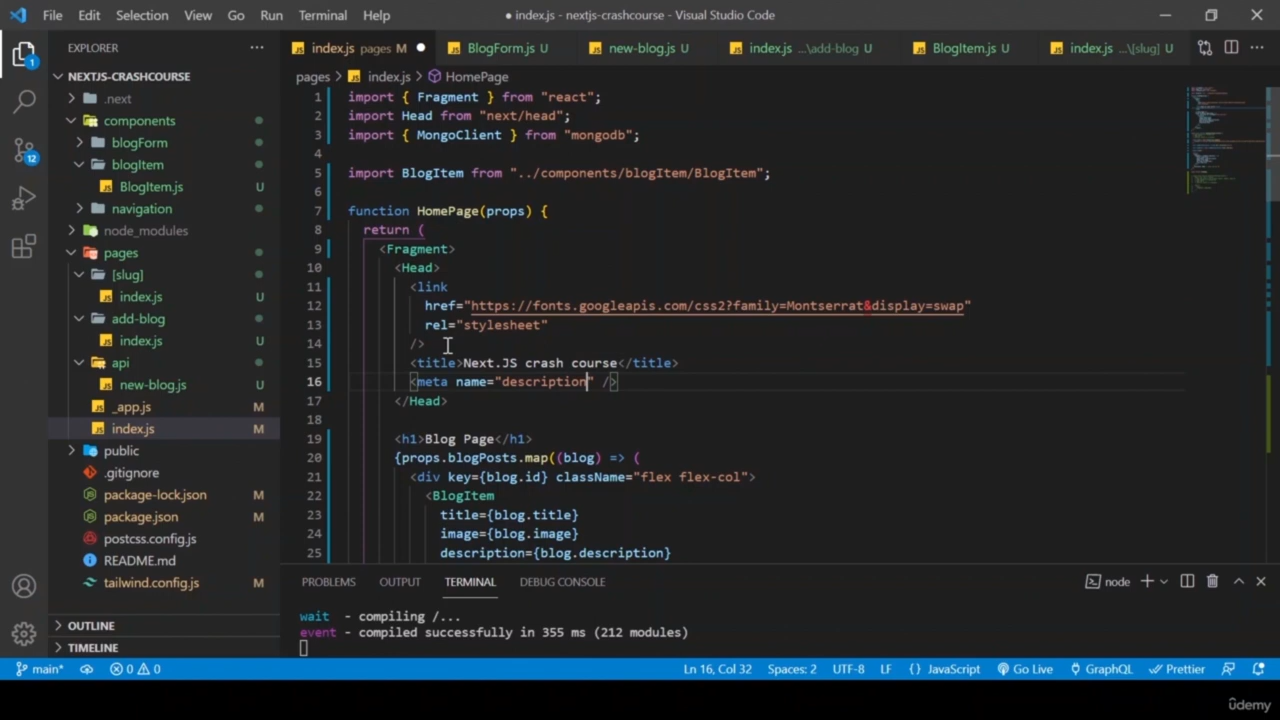 File Edit Selection View Go Run Terminal Help
● index.js - nextjs-crashcourse - Visual Studio Code
EXPLORER
NEXTJS-CRASHCOURSE
.next
components
blogForm
blogItem
BlogItem.js U
navigation
node_modules
pages
[slug]
index.js U
add-blog
index.js U
api
new-blog.js U
_app.js M
index.js M
public
.gitignore
package-lock.json M
package.json M
postcss.config.js
README.md
tailwind.config.js M
OUTLINE
TIMELINE
1
12
index.js pages M ● BlogForm.js U new-blog.js U index.js ...\add-blog U BlogItem.js U index.js ...\[slug] U
pages > index.js > HomePage
1 import { Fragment } from "react";
2 import Head from "next/head";
3 import { MongoClient } from "mongodb";
4
5 import BlogItem from "../components/blogItem/BlogItem";
6
7 function HomePage(props) {
8 return (
9 <Fragment>
10 <Head>
11 <link
12 href="https://fonts.googleapis.com/css2?family=Montserrat&display=swap"
13 rel="stylesheet"
14 />
15 <title>Next.JS crash course</title>
16 <meta name="description" />
17 </Head>
18
19 <h1>Blog Page</h1>
20 {props.blogPosts.map((blog) => (
21 <div key={blog.id} className="flex flex-col">
22 <BlogItem
23 title={blog.title}
24 image={blog.image}
25 description={blog.description}
PROBLEMS OUTPUT TERMINAL DEBUG CONSOLE
node
wait - compiling /...
event - compiled successfully in 355 ms (212 modules)
main* 0 0 Ln 16, Col 32 Spaces: 2 UTF-8 LF {} JavaScript Go Live GraphQL Prettier
ûdemy